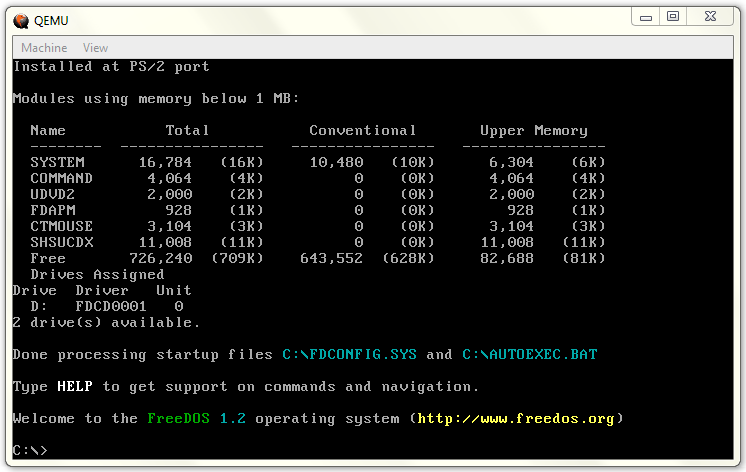 QEMU
Machine View
Installed at PS/2 port
Modules using memory below 1 MB:
Name Total Conventional Upper Memory
-------- ---------------- ---------------- ----------------
SYSTEM 16,784 (16K) 10,480 (10K) 6,304 (6K)
COMMAND 4,064 (4K) 0 (0K) 4,064 (4K)
UDVD2 2,000 (2K) 0 (0K) 2,000 (2K)
FDAPM 928 (1K) 0 (0K) 928 (1K)
CTMOUSE 3,104 (3K) 0 (0K) 3,104 (3K)
SHSUCDX 11,008 (11K) 0 (0K) 11,008 (11K)
Free 726,240 (709K) 643,552 (628K) 82,688 (81K)
Drives Assigned
Drive Driver Unit
D: FDCD0001 0
2 drive(s) available.
Done processing startup files C:\FDCONFIG.SYS and C:\AUTOEXEC.BAT
Type HELP to get support on commands and navigation.
Welcome to the FreeDOS 1.2 operating system (http://www.freedos.org)
C:\>